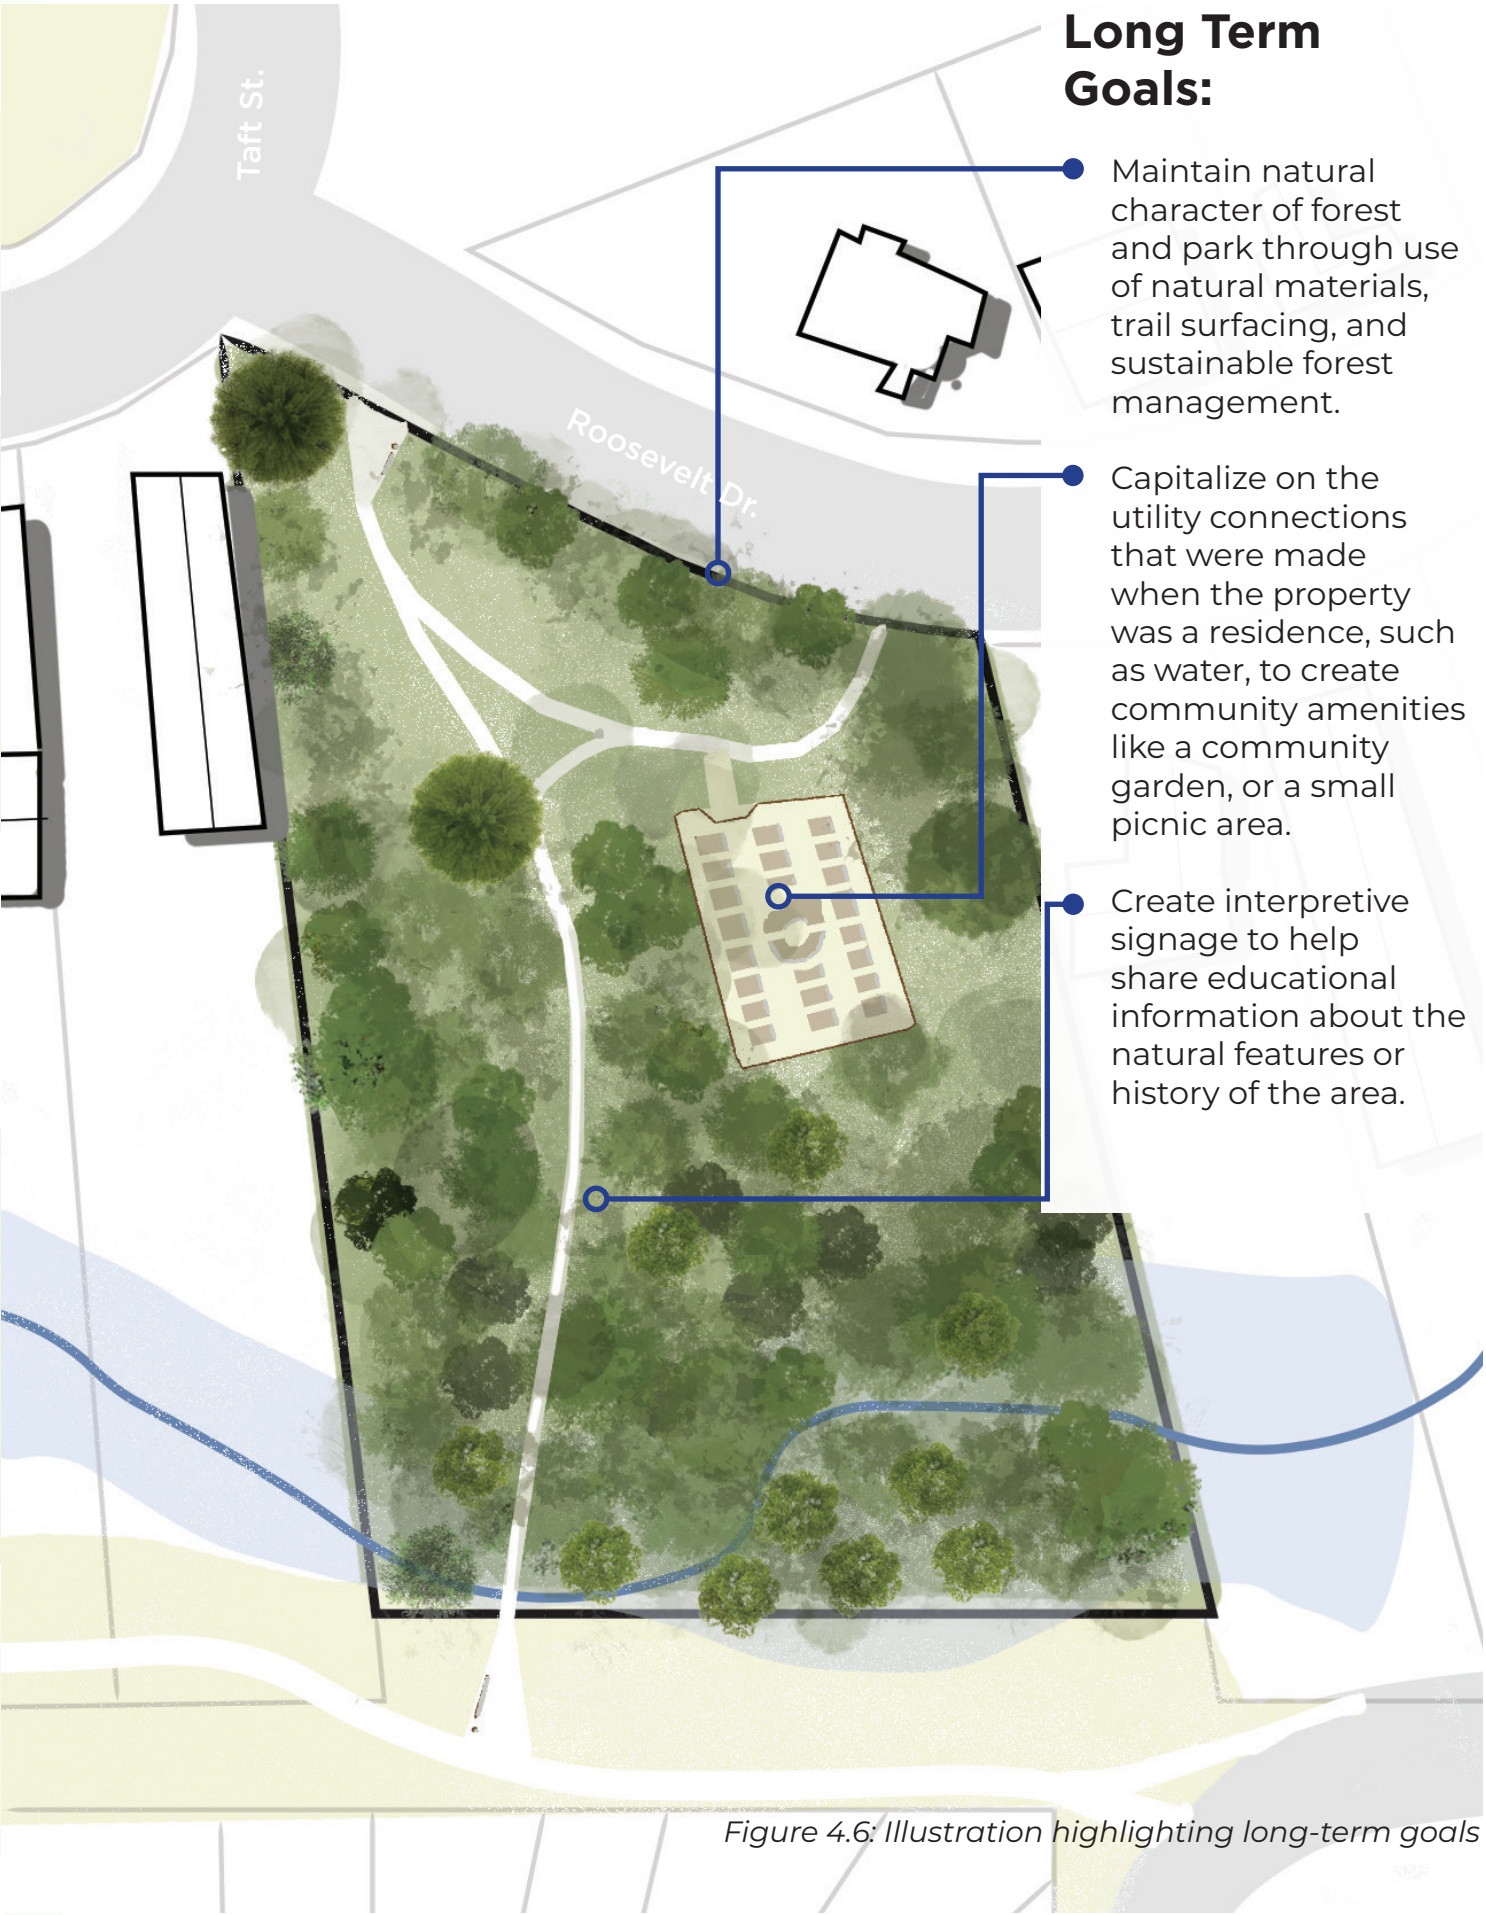 Long Term
Goals:
Taft St.
Maintain natural
character of forest
and park through use
of natural materials,
trail surfacing, and
sustainable forest
management.
Roosevelt Dr.
Capitalize on the
utility connections
that were made
when the property
was a residence, such
as water, to create
community amenities
like a community
garden, or a small
picnic area.
Create interpretive
signage to help
share educational
information about the
natural features or
history of the area.
Figure 4.6: Illustration highlighting long-term goals